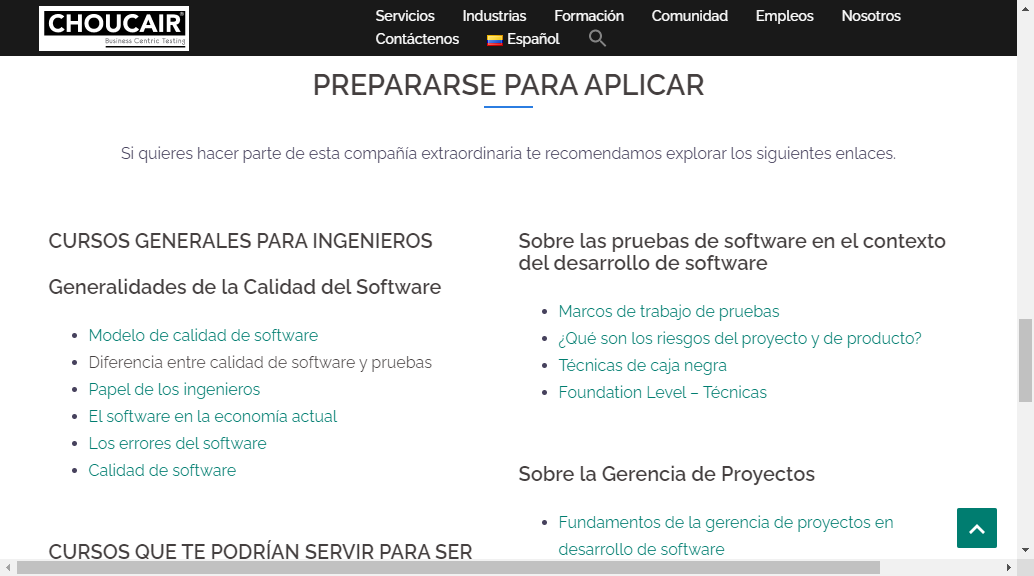 CHOUCAIR
Business Centric Testing
Servicios Industrias Formación Comunidad Empleos Nosotros
Contáctenos Español
PREPARARSE PARA APLICAR
Si quieres hacer parte de esta compañía extraordinaria te recomendamos explorar los siguientes enlaces.
CURSOS GENERALES PARA INGENIEROS
Generalidades de la Calidad del Software
Modelo de calidad de software
Diferencia entre calidad de software y pruebas
Papel de los ingenieros
El software en la economía actual
Los errores del software
Calidad de software
CURSOS QUE TE PODRÍAN SERVIR PARA SER
Sobre las pruebas de software en el contexto
del desarrollo de software
Marcos de trabajo de pruebas
¿Qué son los riesgos del proyecto y de producto?
Técnicas de caja negra
Foundation Level – Técnicas
Sobre la Gerencia de Proyectos
Fundamentos de la gerencia de proyectos en
desarrollo de software